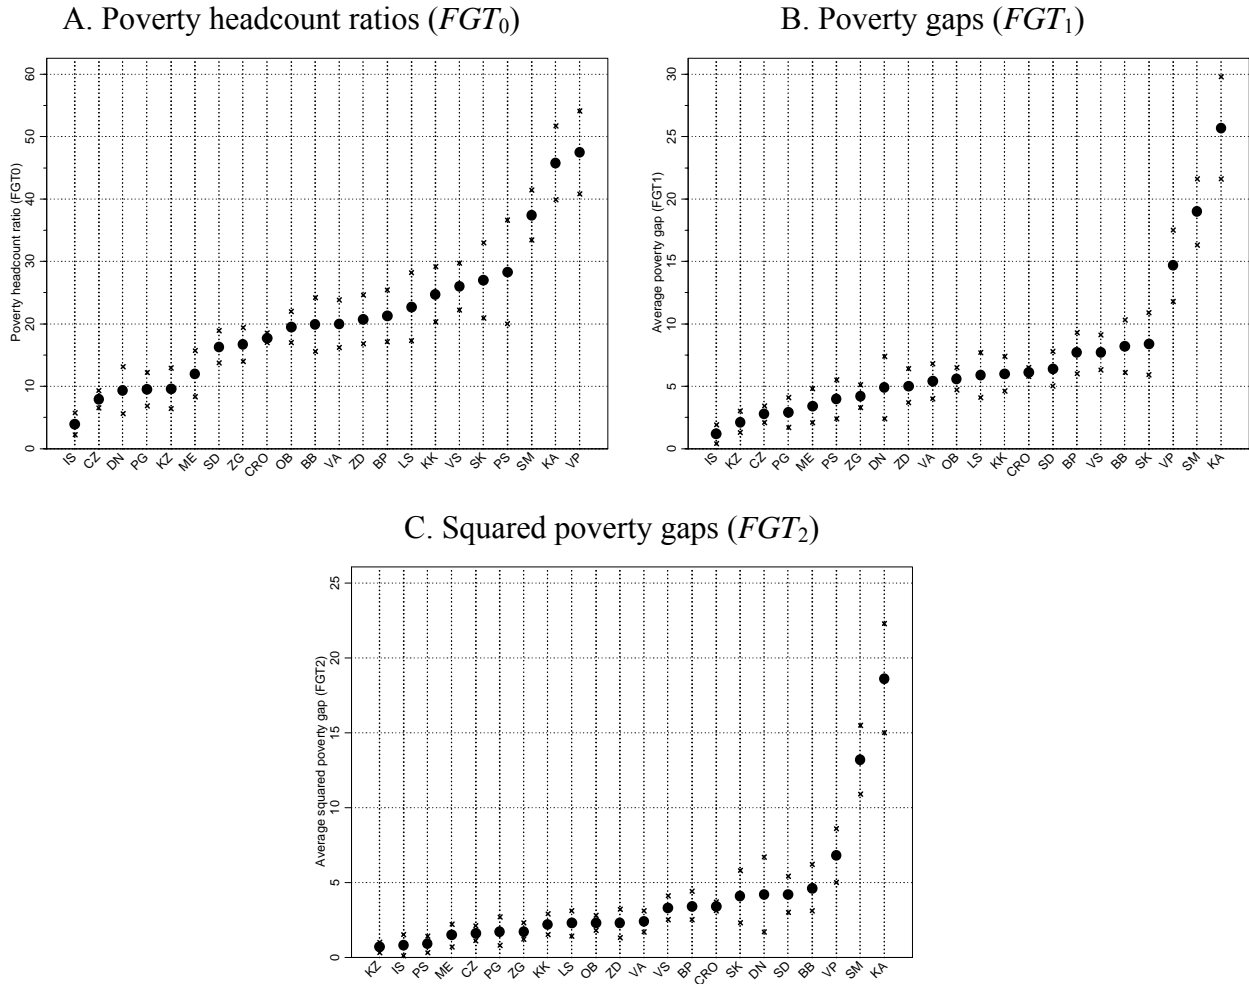 A. Poverty headcount ratios (FGT0)
Poverty headcount ratio (FGT0)
60
50
40
30
20
10
0
IS CZ DN PG KZ ME SD ZG CRO OB BB VA ZD BP LS KK VS SK PS SM KA VP
B. Poverty gaps (FGT1)
Average poverty gap (FGT1)
30
25
20
15
10
5
0
IS KZ CZ PG ME PS ZG DN ZD VA OB LS KK CRO SD BP VS BB SK VP SM KA
C. Squared poverty gaps (FGT2)
Average squared poverty gap (FGT2)
25
20
15
10
5
0
KZ IS PS ME CZ PG ZG KK LS OB ZD VA VS BP CRO SK DN SD BB VP SM KA